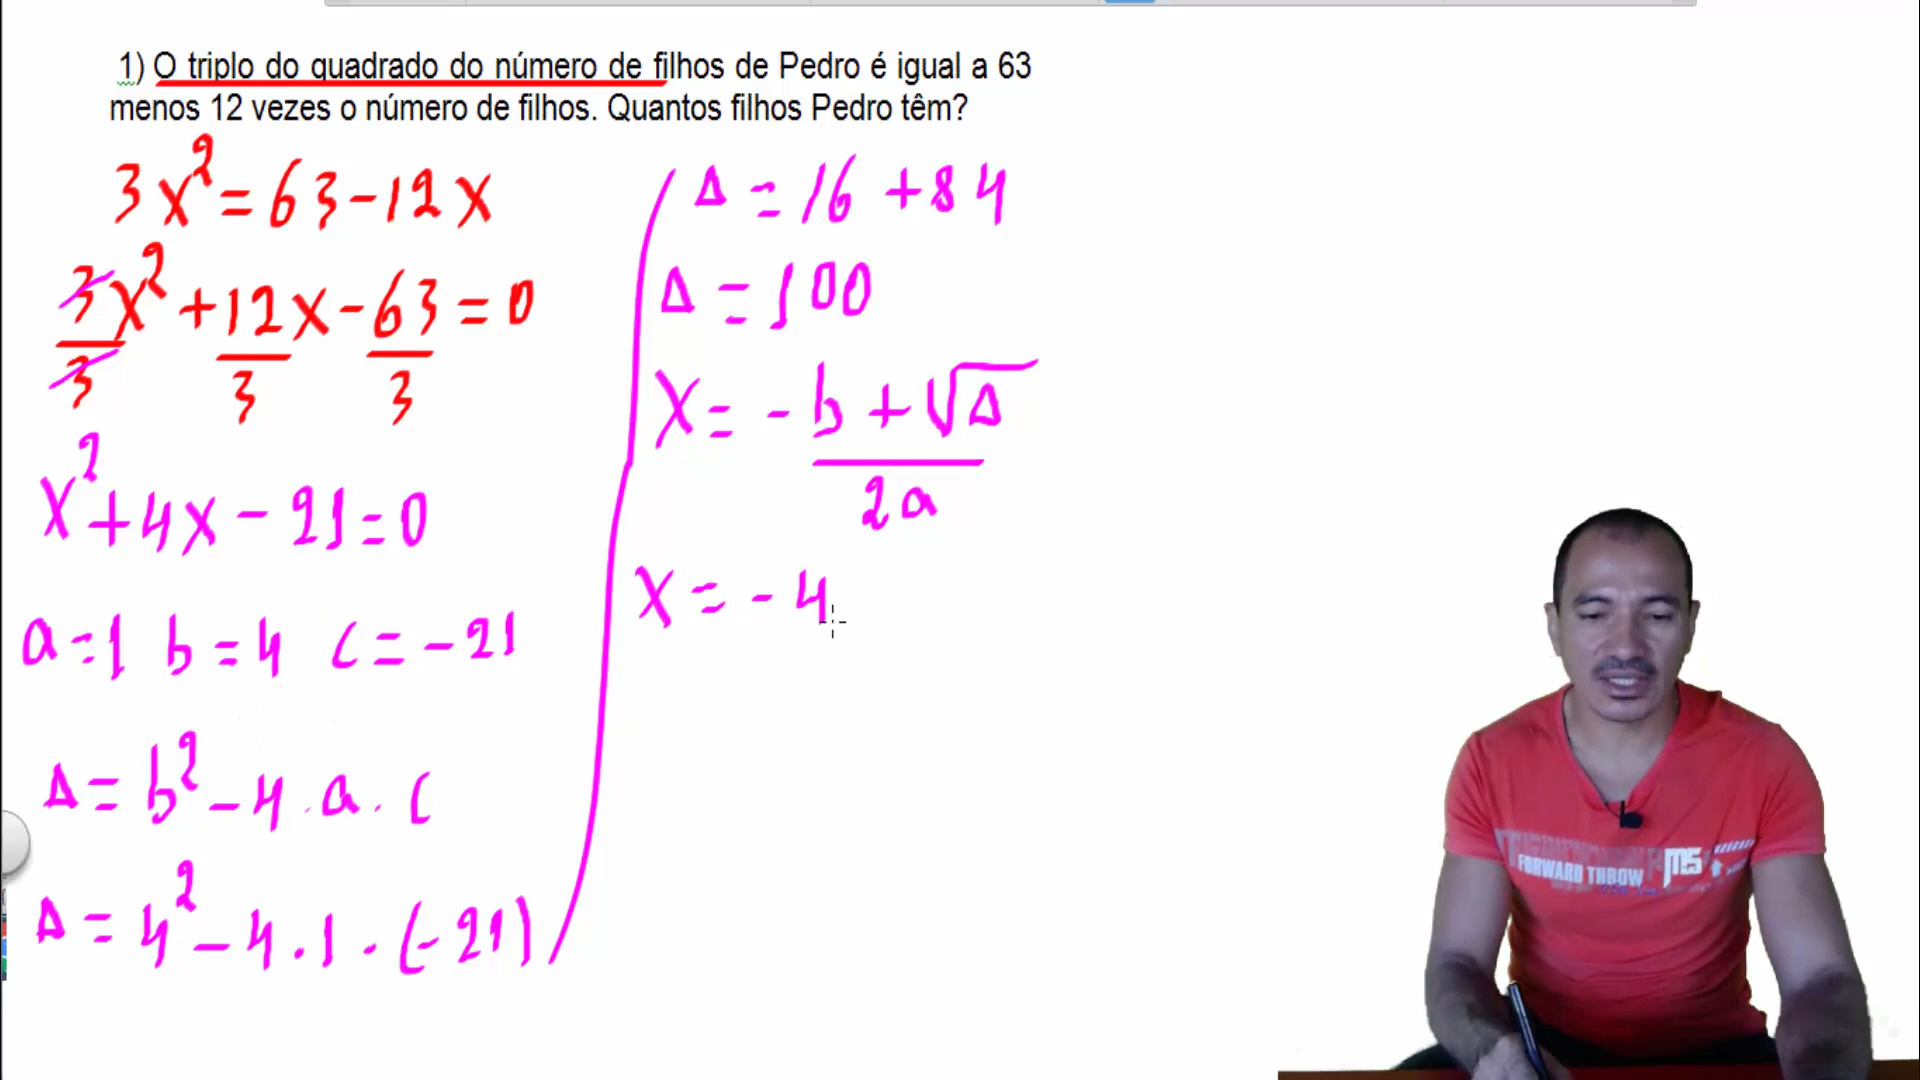 1) O triplo do quadrado do número de filhos de Pedro é igual a 63
menos 12 vezes o número de filhos. Quantos filhos Pedro têm?
3x² = 63 - 12x
3x²/3 + 12x/3 - 63/3 = 0
x² + 4x - 21 = 0
a = 1 b = 4 c = -21
Δ = b² - 4 . a . c
Δ = 4² - 4 . 1 . (-21)
Δ = 16 + 84
Δ = 100
X = -b + √Δ
2a
X = -4
FORWARD THROW
MS